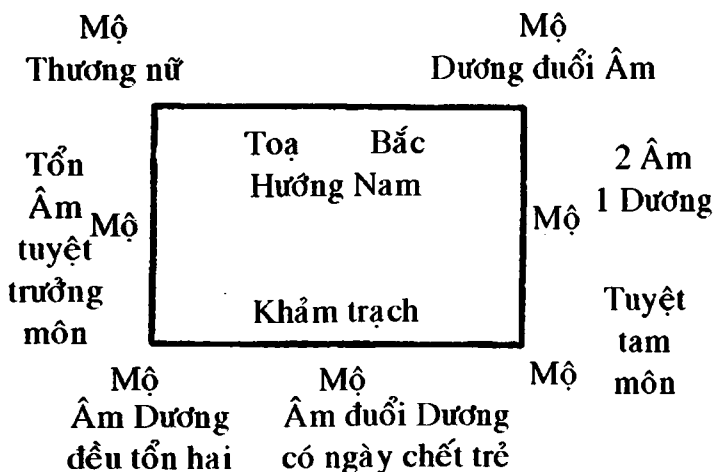 Mộ
Thương nữ
Mộ
Dương đuổi Âm
Toạ Bắc
Hướng Nam
Khảm trạch
Tổn
Âm
tuyệt
trưởng
môn
Mộ
Mộ
2 Âm
1 Dương
Tuyệt
tam
môn
Mộ
Mộ
Âm Dương
đều tổn hai
Mộ
Âm đuổi Dương
có ngày chết trẻ